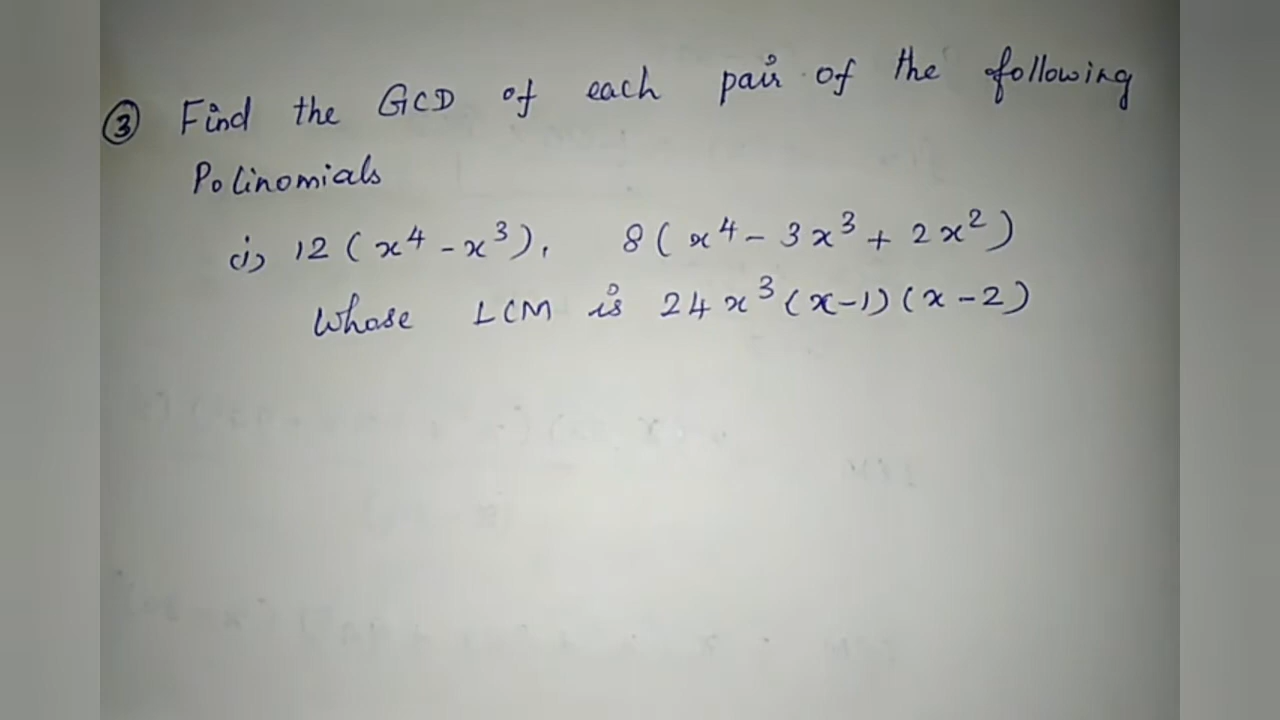 ③ Find the GCD of each pair of the following
Polinomials
(i) 12 ( x⁴ - x³ ), 8 ( x⁴ - 3x³ + 2x² )
Whose LCM is 24x³ (x-1) (x-2)